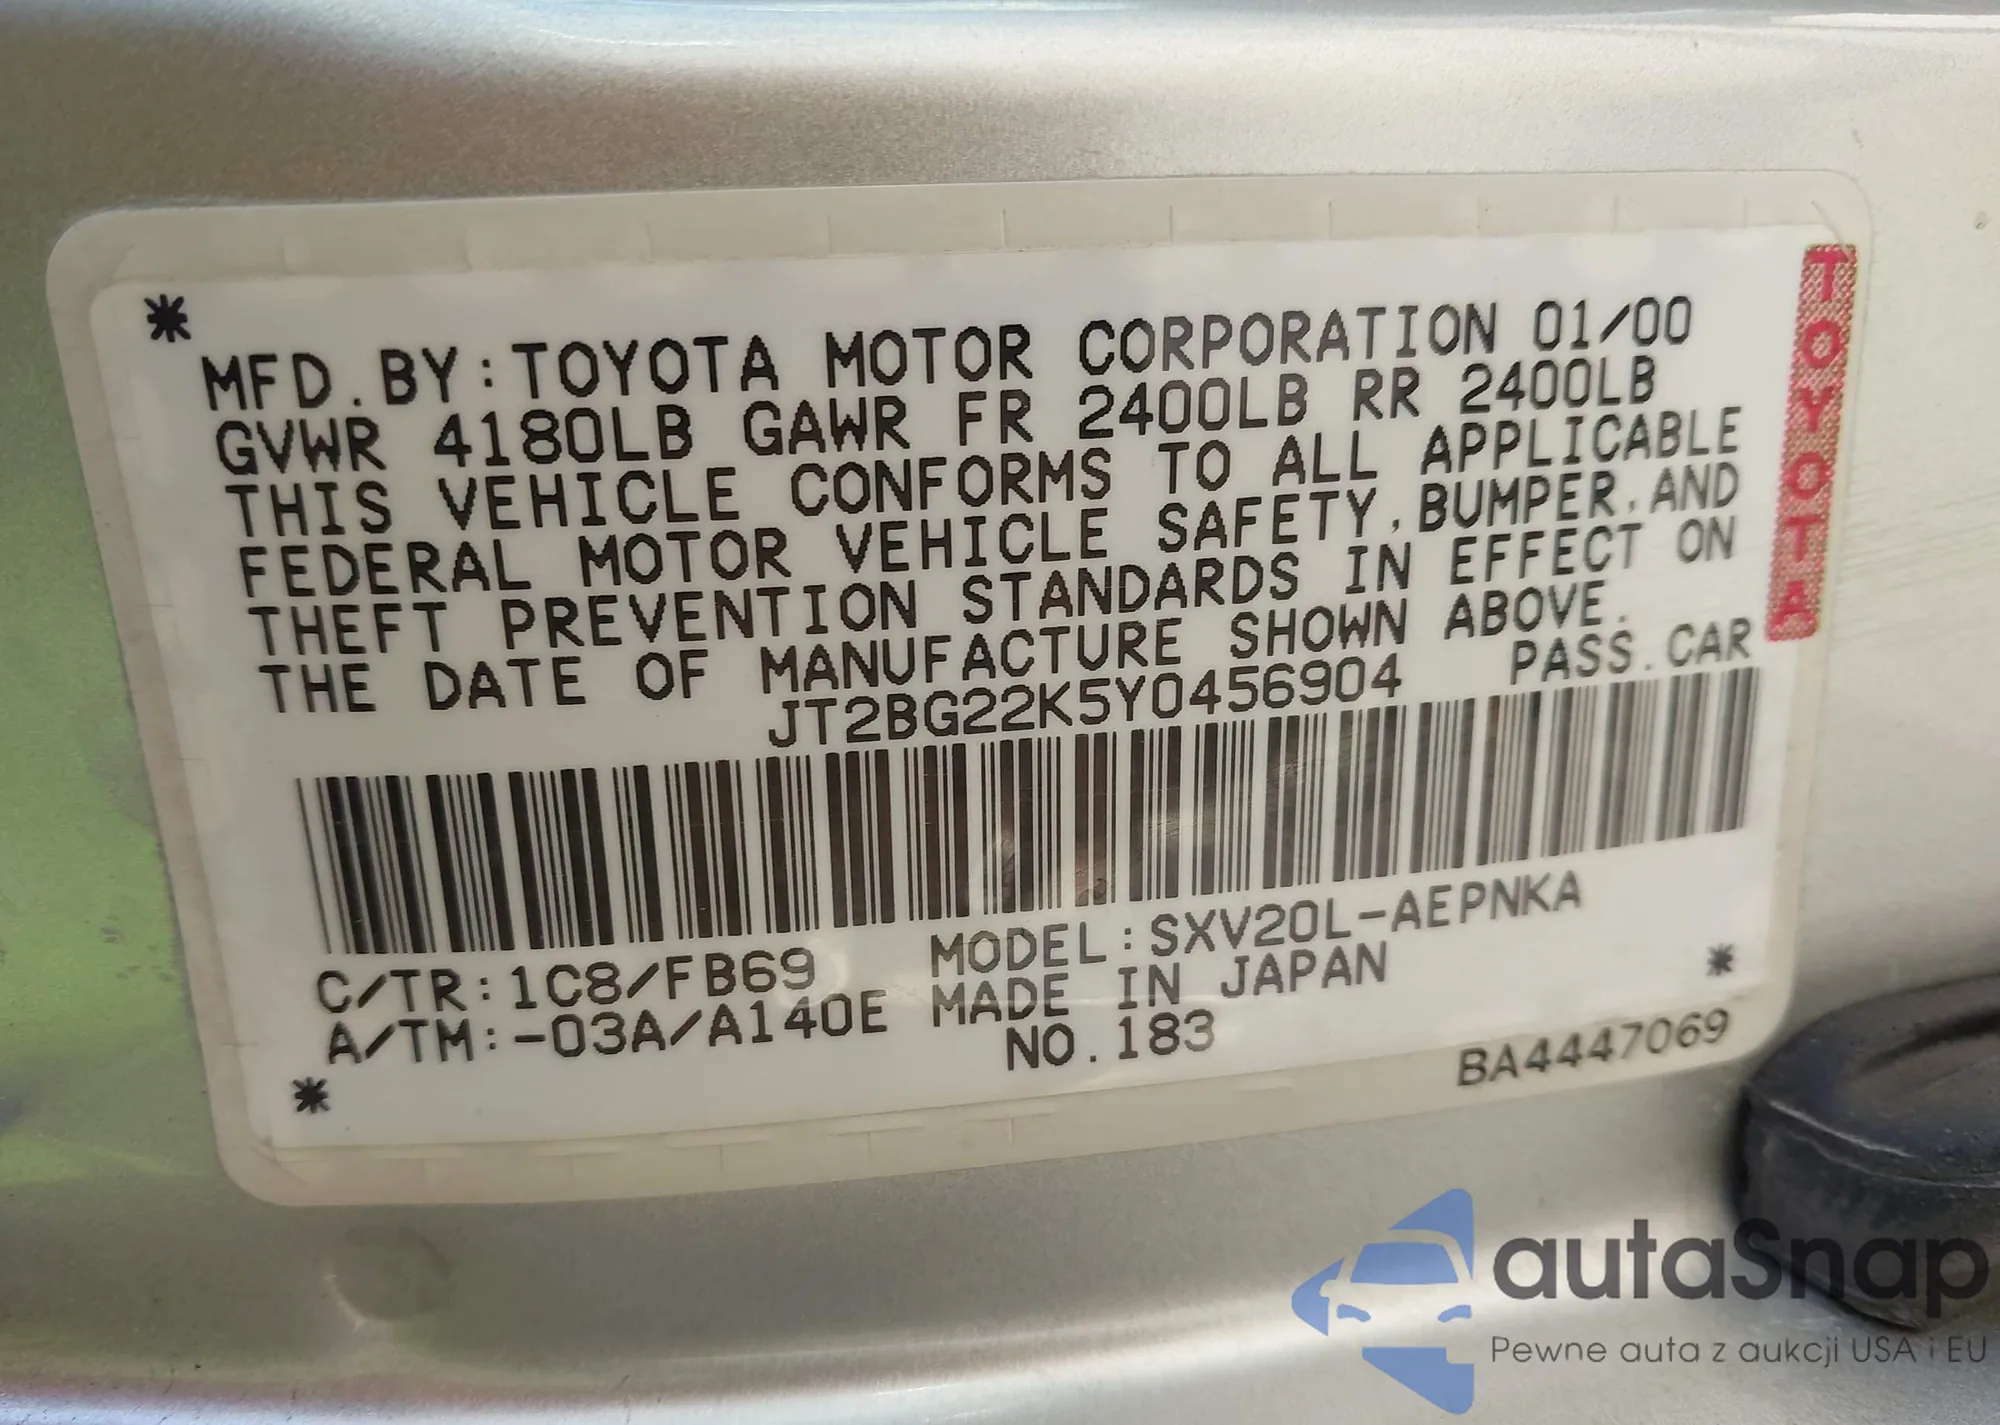 *
MFD. BY: TOYOTA MOTOR CORPORATION 01/00
GVWR 4180LB GAWR FR 2400LB RR 2400LB
THIS VEHICLE CONFORMS TO ALL APPLICABLE
FEDERAL MOTOR VEHICLE SAFETY, BUMPER, AND
THEFT PREVENTION STANDARDS IN EFFECT ON
THE DATE OF MANUFACTURE SHOWN ABOVE.
JT2BG22K5Y0456904 PASS. CAR
C/TR: 1C8/FB69 MODEL: SXV20L-AEPNKA
A/TM: -03A/A140E MADE IN JAPAN *
* NO. 183 BA4447069
TOYOTA
autaSnap
Pewne auta z aukcji USA i EU